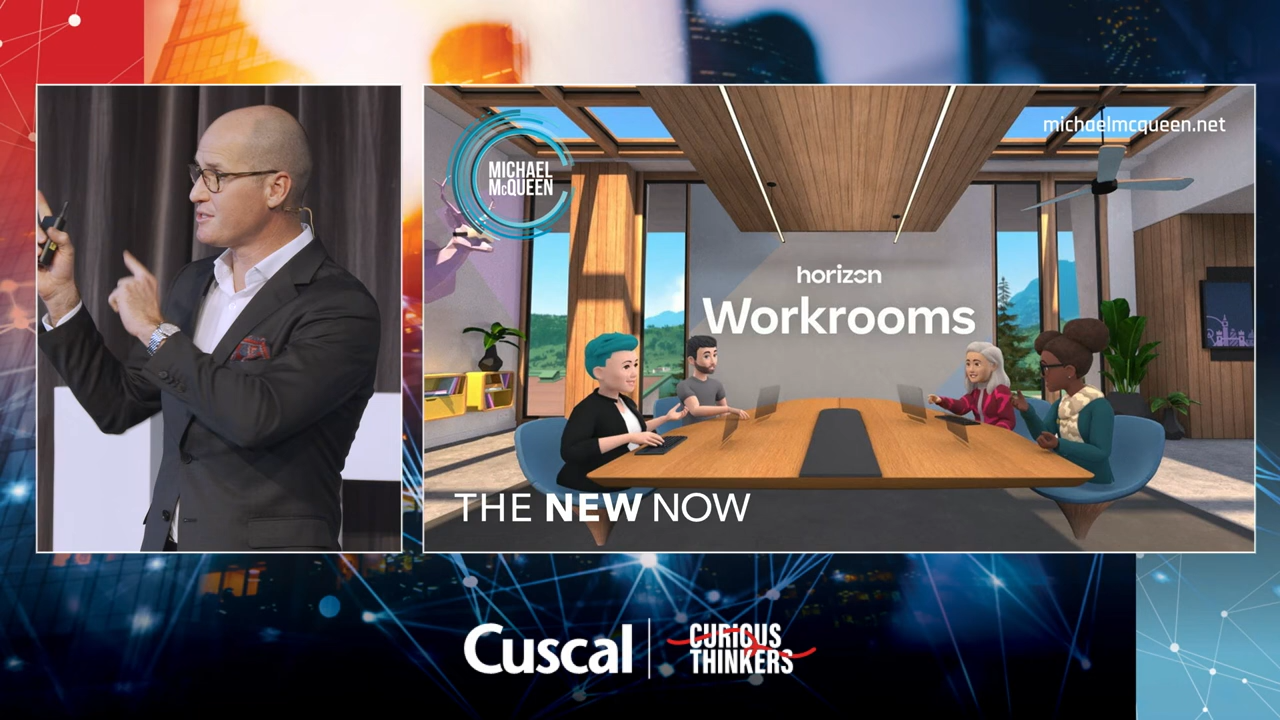 michaelmcqueen.net
MICHAEL
McQUEEN
horizon
Workrooms
THE NEW NOW
Cuscal
CURIOUS
THINKERS